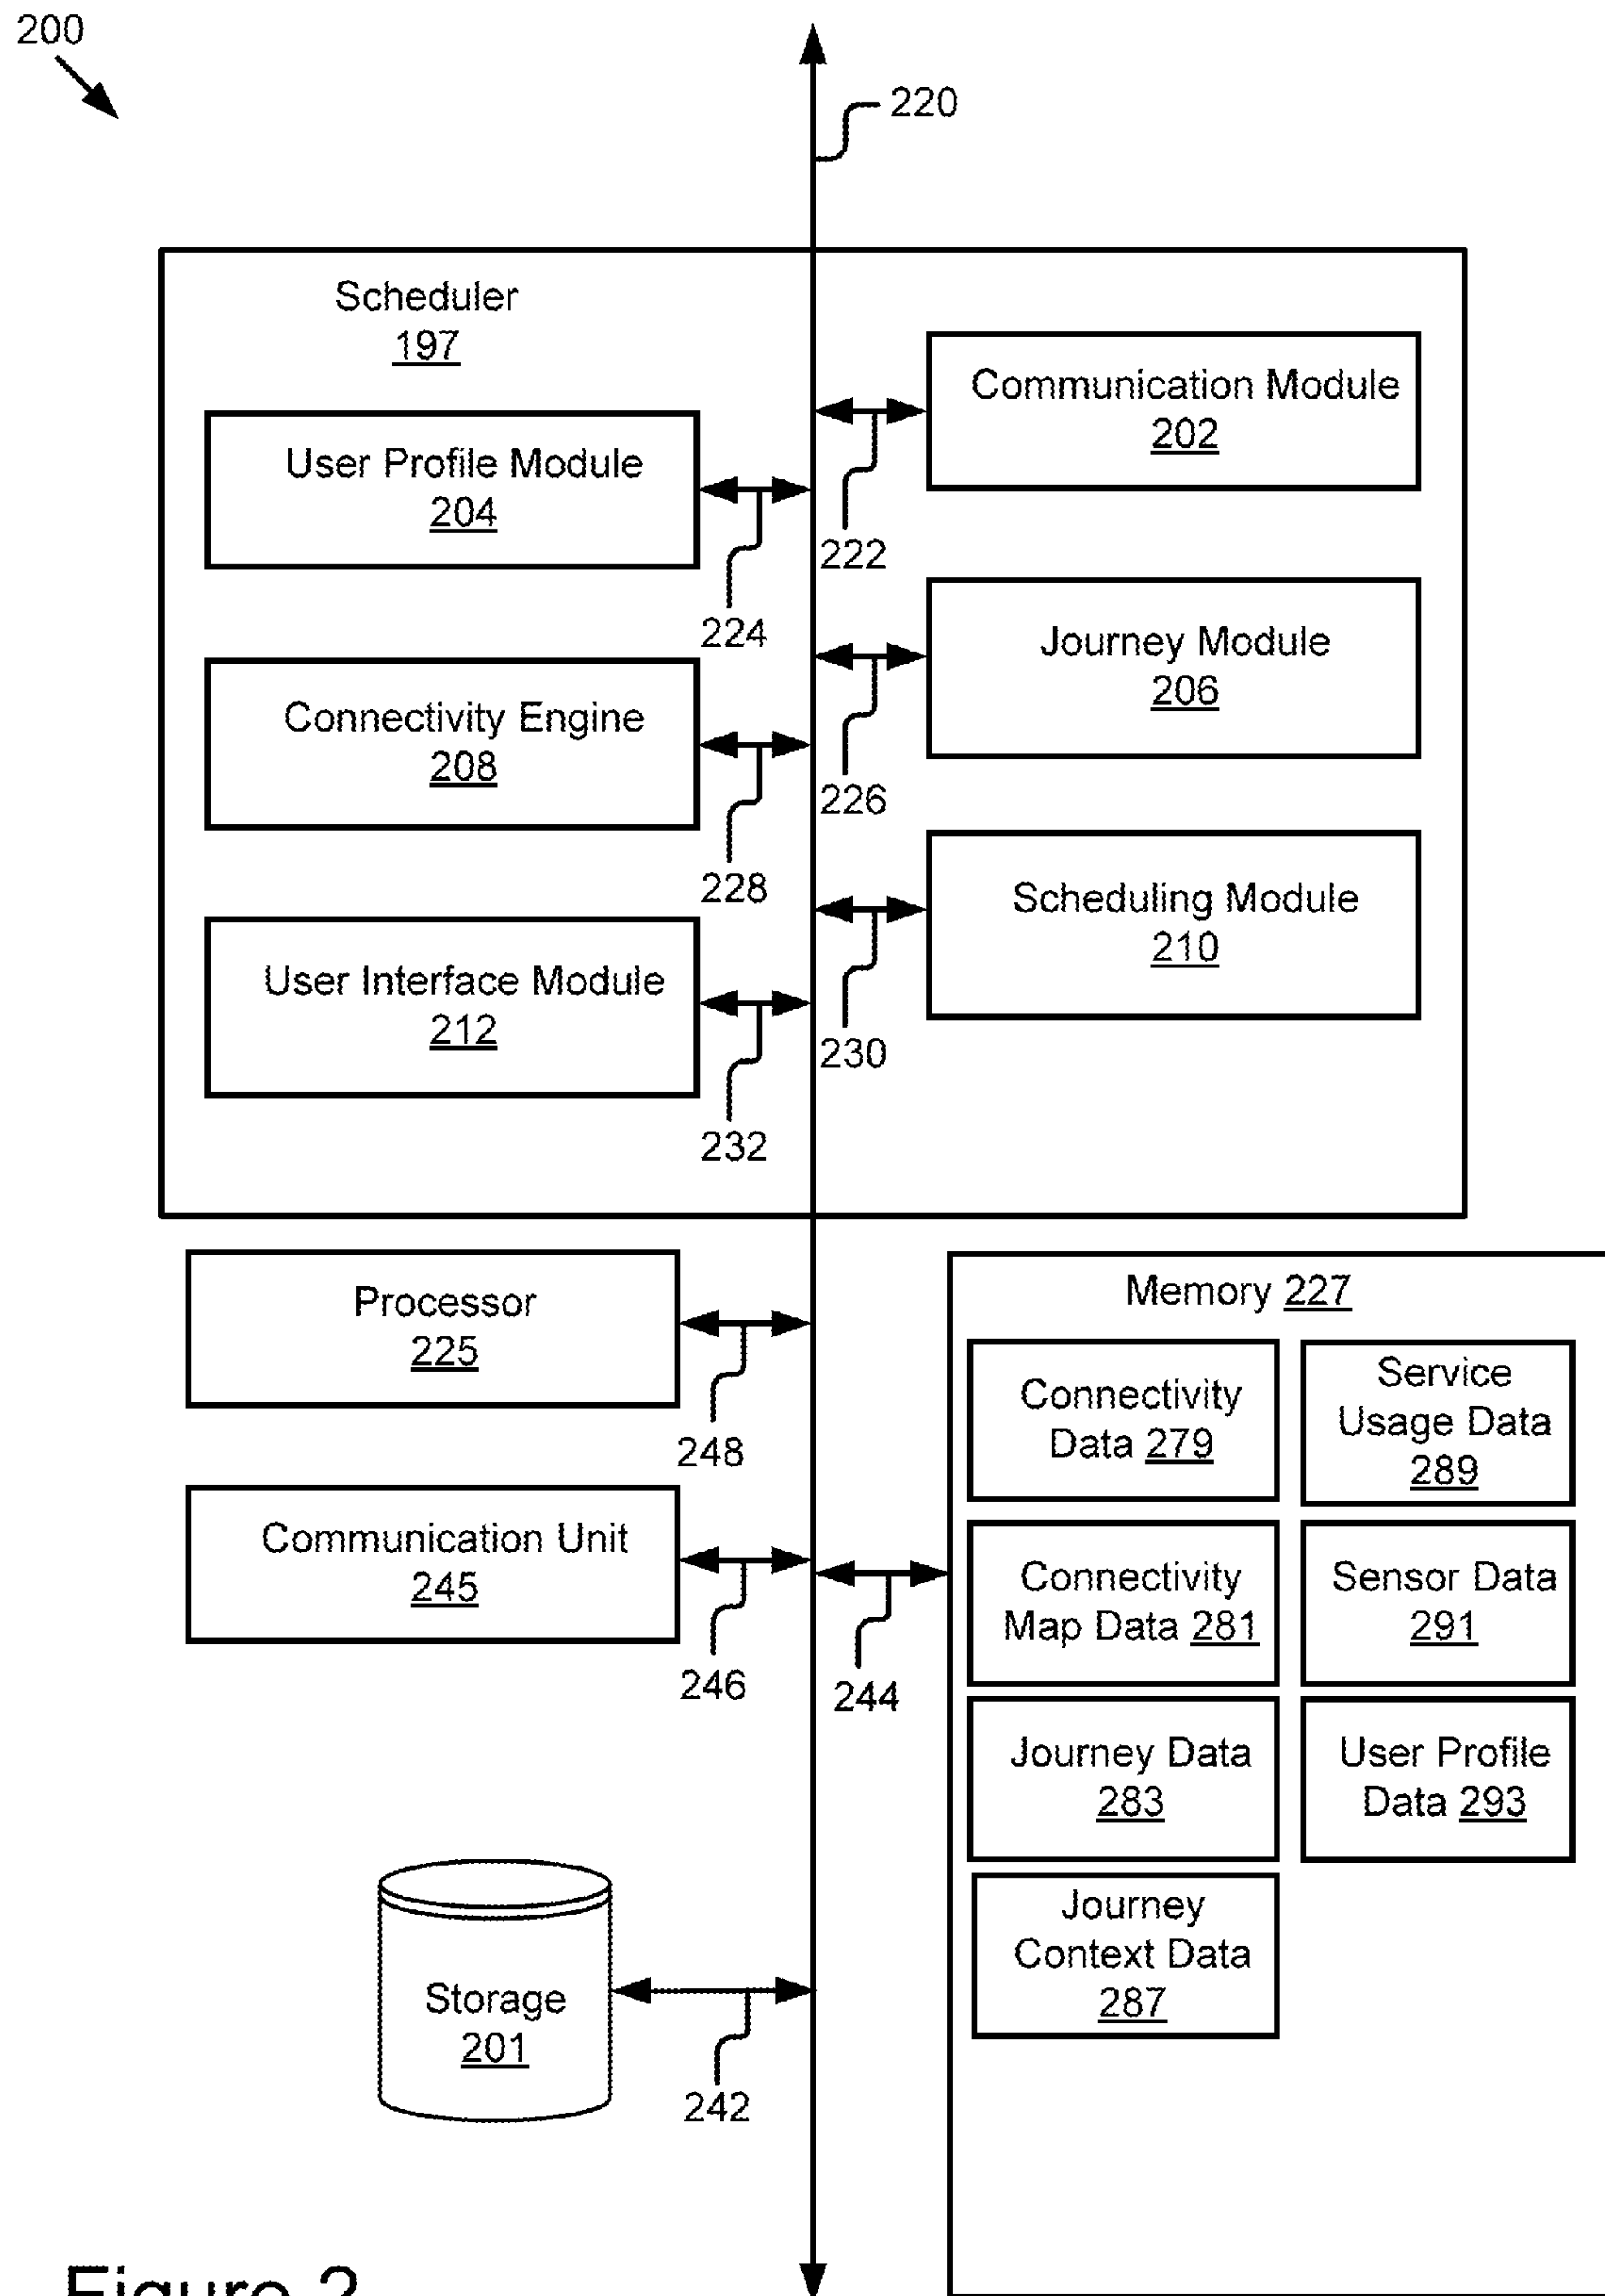 200
220
Scheduler
197
Communication Module
202
User Profile Module
204
222
224
Journey Module
206
Connectivity Engine
208
226
228
Scheduling Module
210
User Interface Module
212
230
232
Processor
225
248
Memory 227
Connectivity
Data 279
Service
Usage Data
289
Communication Unit
245
246
244
Connectivity
Map Data 281
Sensor Data
291
Journey Data
283
User Profile
Data 293
Journey
Context Data
287
Storage
201
242
Figure 2